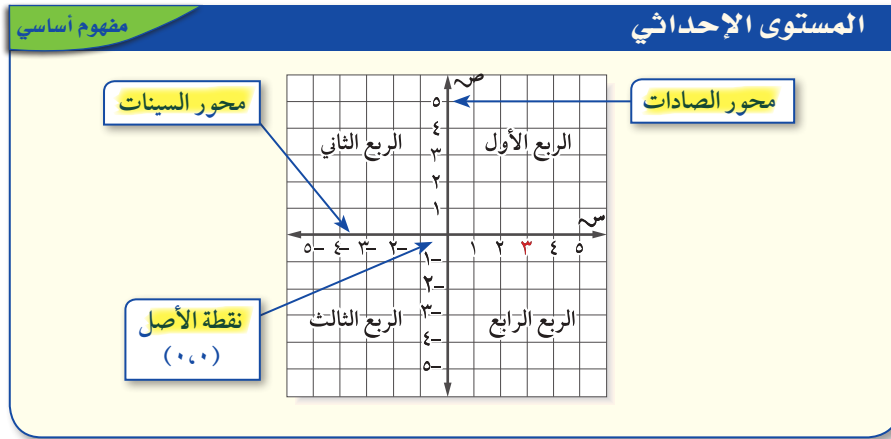 المستوى الإحداثي
مفهوم أساسي
محور الصادات
محور السينات
ص
٥
٤
٣
٢
١
الربع الأول
الربع الثاني
س
٥– ٤– ٣– ٢– ١ ٢ ٣ ٤ ٥
١–
٢–
٣–
٤–
٥–
الربع الرابع
الربع الثالث
نقطة الأصل
(٠،٠)